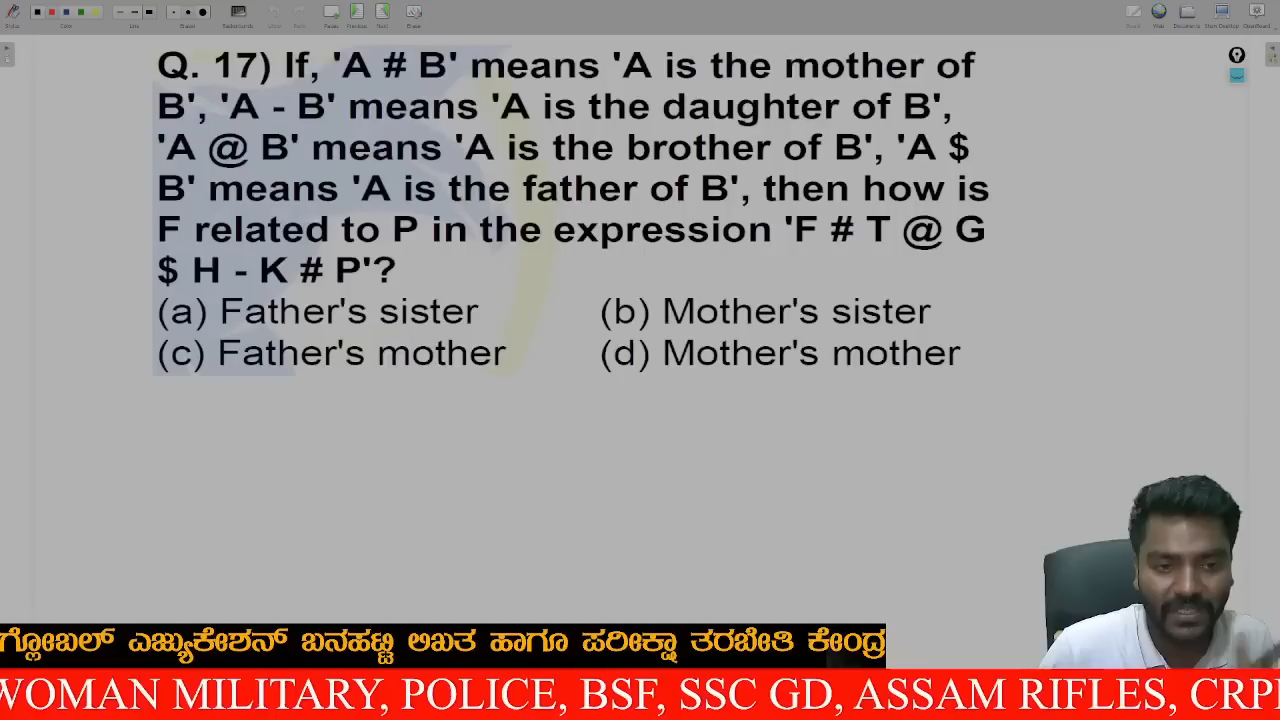 Q. 17) If, 'A # B' means 'A is the mother of
B', 'A - B' means 'A is the daughter of B',
'A @ B' means 'A is the brother of B', 'A $
B' means 'A is the father of B', then how is
F related to P in the expression 'F # T @ G
$ H - K # P'?
(a) Father's sister (b) Mother's sister
(c) Father's mother (d) Mother's mother
ಗ್ಲೋಬಲ್ ಎಜ್ಯುಕೇಶನ್ ಬನಹಟ್ಟಿ ಲಿಖಿತ ಹಾಗೂ ಪರೀಕ್ಷಾ ತರಬೇತಿ ಕೇಂದ್ರ
WOMAN MILITARY, POLICE, BSF, SSC GD, ASSAM RIFLES, CRPF